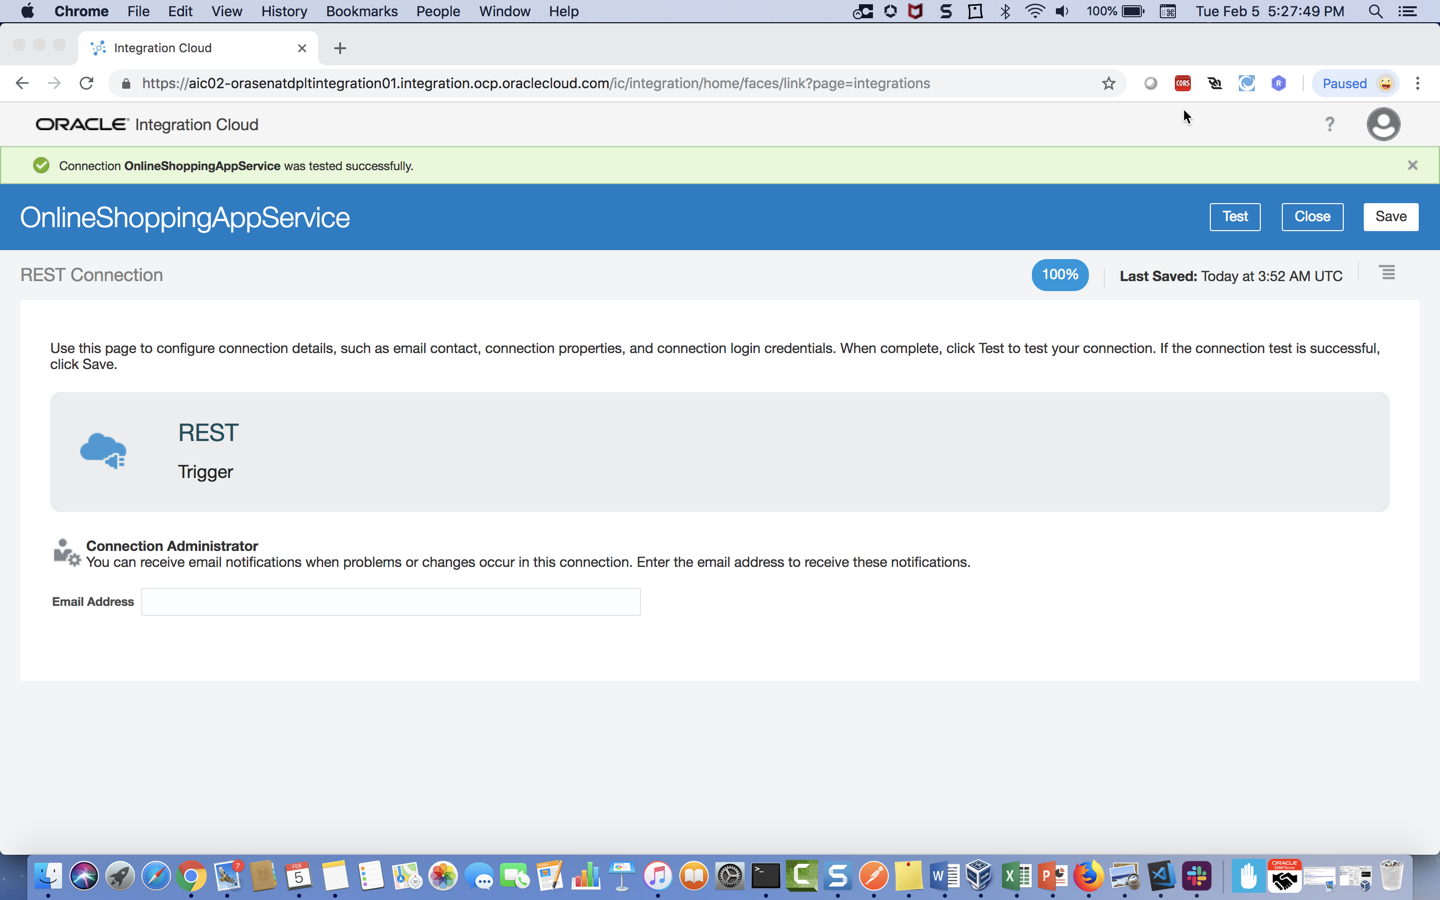 Chrome File Edit View History Bookmarks People Window Help
100% Tue Feb 5 5:27:49 PM
Integration Cloud
https://aic02-orasenatdpltintegration01.integration.ocp.oraclecloud.com/ic/integration/home/faces/link?page=integrations
CORS
R
Paused
ORACLE Integration Cloud
?
Connection OnlineShoppingAppService was tested successfully.
OnlineShoppingAppService
Test Close Save
REST Connection
100%
Last Saved: Today at 3:52 AM UTC
Use this page to configure connection details, such as email contact, connection properties, and connection login credentials. When complete, click Test to test your connection. If the connection test is successful,
click Save.
REST
Trigger
Connection Administrator
You can receive email notifications when problems or changes occur in this connection. Enter the email address to receive these notifications.
Email Address
7
FEB
5
ORACLE